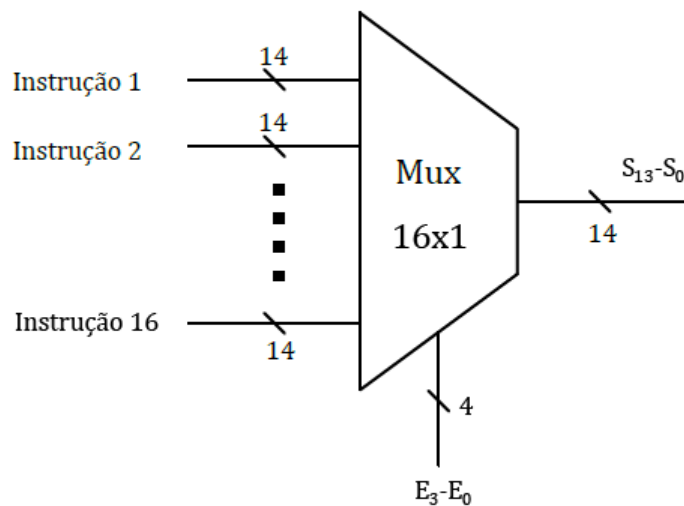 14
Instrução 1
14
Instrução 2
Mux
16x1
S₁₃-S₀
14
Instrução 16
14
4
E₃-E₀